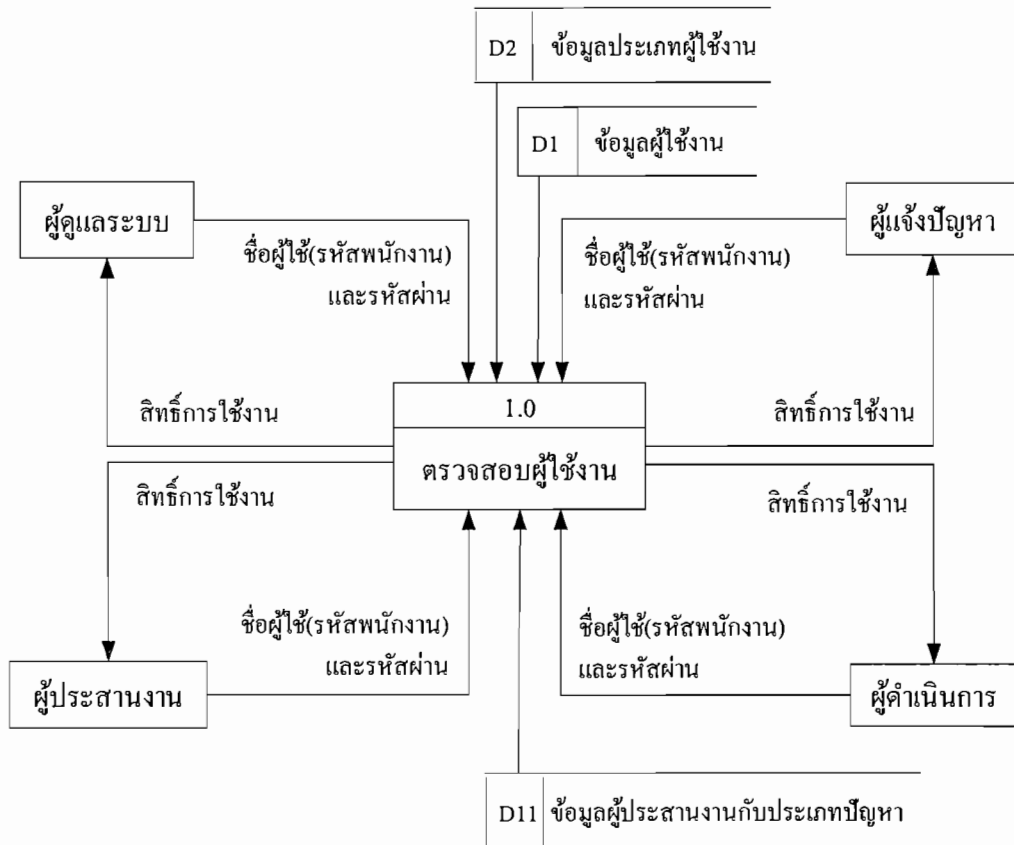 D2 ข้อมูลประเภทผู้ใช้งาน
D1 ข้อมูลผู้ใช้งาน
ผู้ดูแลระบบ
ผู้แจ้งปัญหา
ชื่อผู้ใช้(รหัสพนักงาน)
และรหัสผ่าน
ชื่อผู้ใช้(รหัสพนักงาน)
และรหัสผ่าน
สิทธิ์การใช้งาน
1.0
สิทธิ์การใช้งาน
ตรวจสอบผู้ใช้งาน
สิทธิ์การใช้งาน
สิทธิ์การใช้งาน
ชื่อผู้ใช้(รหัสพนักงาน)
และรหัสผ่าน
ชื่อผู้ใช้(รหัสพนักงาน)
และรหัสผ่าน
ผู้ประสานงาน
ผู้ดำเนินการ
D11 ข้อมูลผู้ประสานงานกับประเภทปัญหา